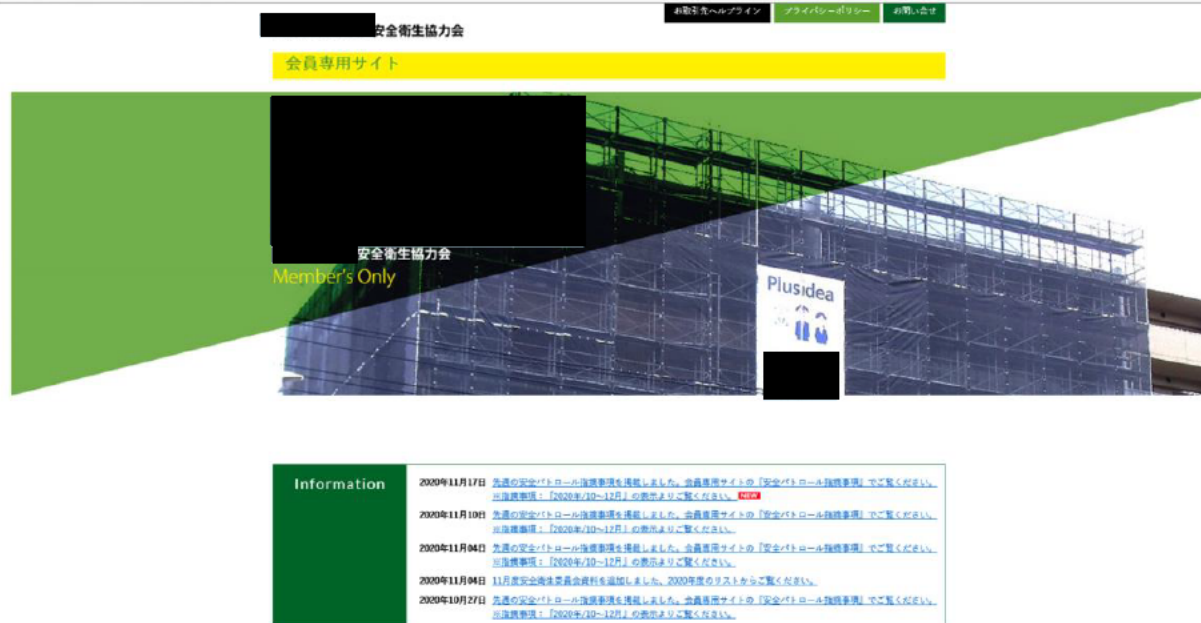 お取引先ヘルプライン
プライバシーポリシー
お問い合せ
安全衛生協力会
会員専用サイト
安全衛生協力会
Member's Only
Plusidea
Information
2020年11月17日 先週の安全パトロール指摘事項を掲載しました。会員専用サイトの『安全パトロール指摘事項』でご覧ください。
※指摘事項：『2020年/10～12月』の表示よりご覧ください。 NEW
2020年11月10日 先週の安全パトロール指摘事項を掲載しました。会員専用サイトの『安全パトロール指摘事項』でご覧ください。
※指摘事項：『2020年/10～12月』の表示よりご覧ください。
2020年11月04日 先週の安全パトロール指摘事項を掲載しました。会員専用サイトの『安全パトロール指摘事項』でご覧ください。
※指摘事項：『2020年/10～12月』の表示よりご覧ください。
2020年11月04日 11月度安全衛生委員会資料を追加しました、2020年度のリストからご覧ください。
2020年10月27日 先週の安全パトロール指摘事項を掲載しました。会員専用サイトの『安全パトロール指摘事項』でご覧ください。
※指摘事項：『2020年/10～12月』の表示よりご覧ください。